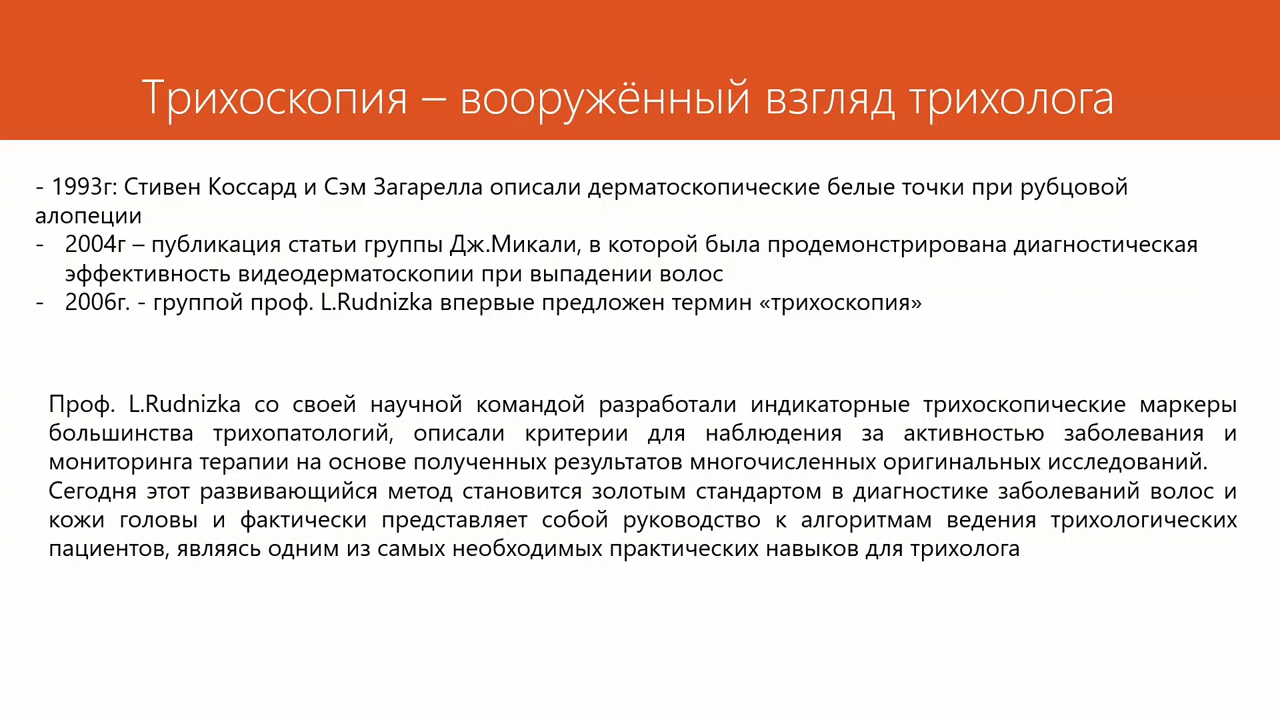 Трихоскопия – вооружённый взгляд трихолога
- 1993г: Стивен Коссард и Сэм Загарелла описали дерматоскопические белые точки при рубцовой
алопеции
- 2004г – публикация статьи группы Дж.Микали, в которой была продемонстрирована диагностическая
эффективность видеодерматоскопии при выпадении волос
- 2006г. - группой проф. L.Rudnizka впервые предложен термин «трихоскопия»
Проф. L.Rudnizka со своей научной командой разработали индикаторные трихоскопические маркеры
большинства трихопатологий, описали критерии для наблюдения за активностью заболевания и
мониторинга терапии на основе полученных результатов многочисленных оригинальных исследований.
Сегодня этот развивающийся метод становится золотым стандартом в диагностике заболеваний волос и
кожи головы и фактически представляет собой руководство к алгоритмам ведения трихологических
пациентов, являясь одним из самых необходимых практических навыков для трихолога